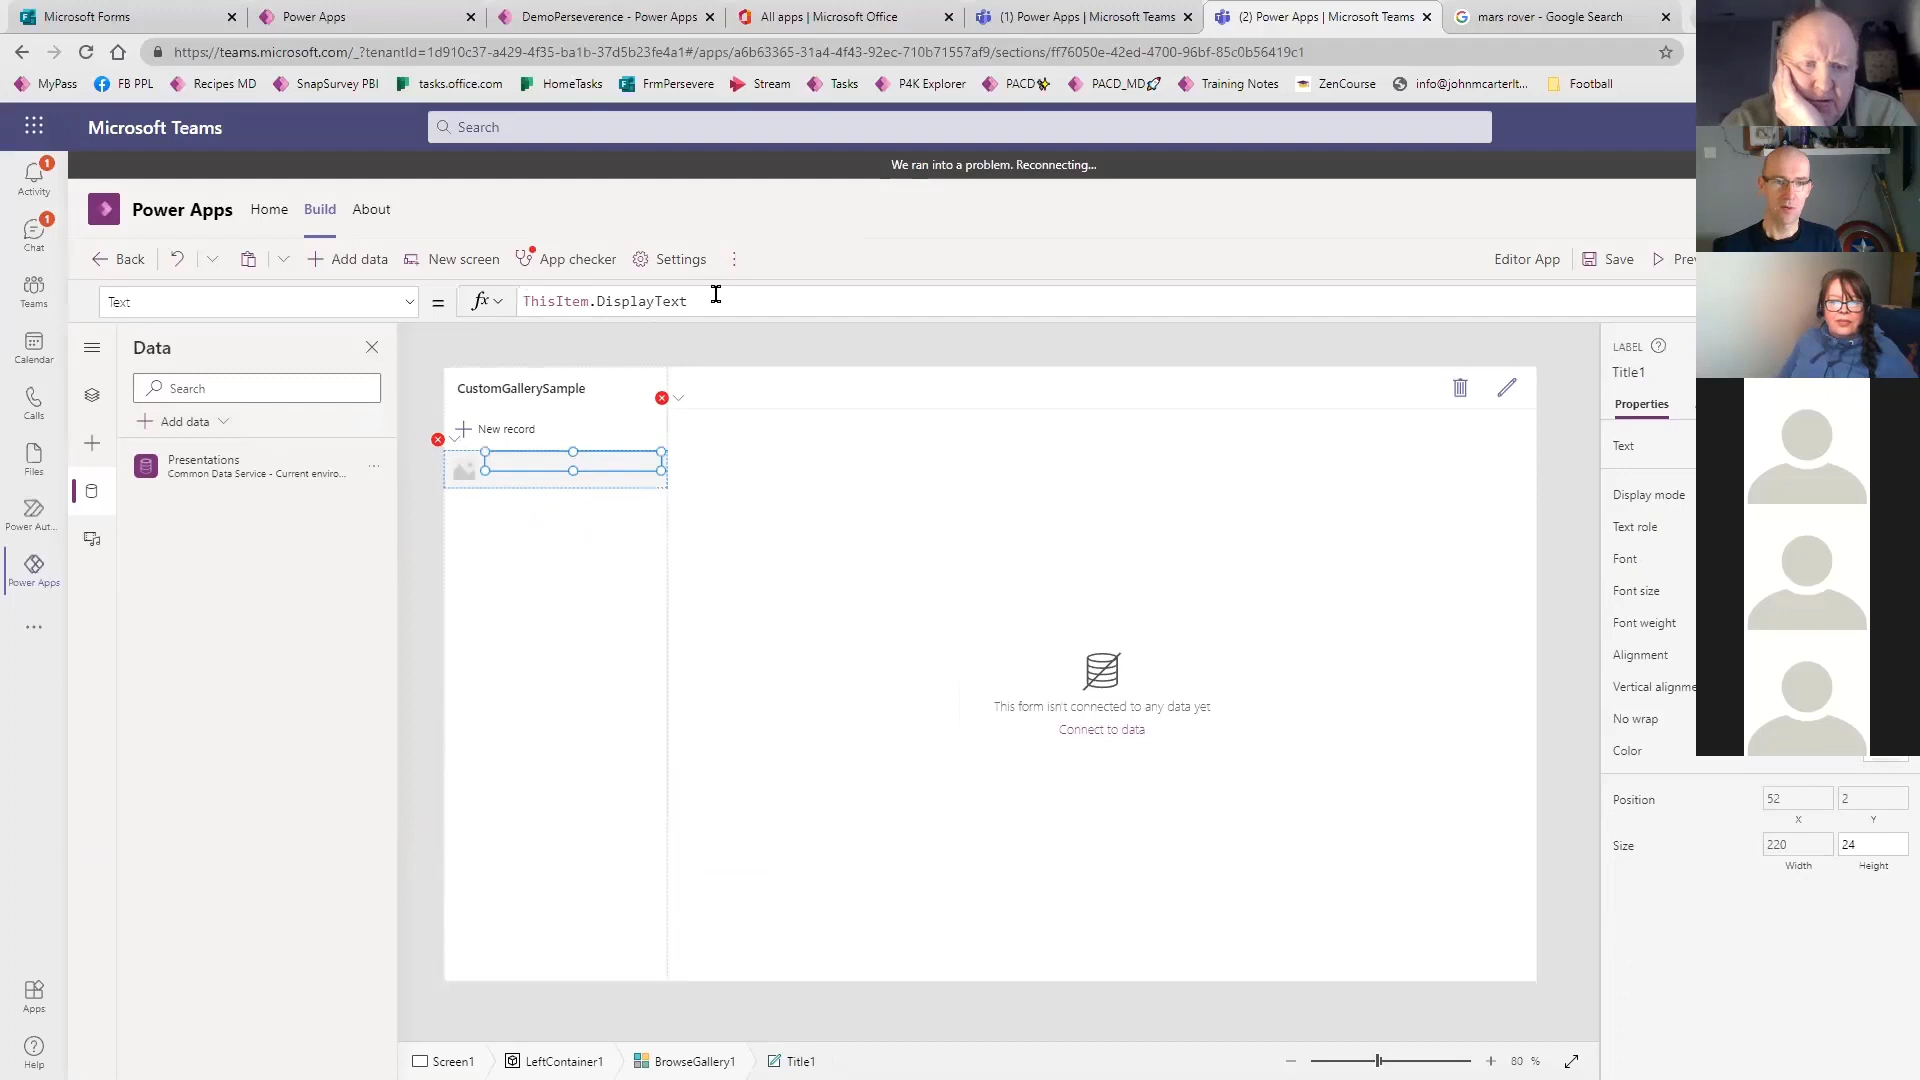 Microsoft Forms
Power Apps
DemoPerseverence - Power Apps
All apps | Microsoft Office
(1) Power Apps | Microsoft Teams
(2) Power Apps | Microsoft Teams
mars rover - Google Search
https://teams.microsoft.com/_?tenantId=1d910c37-a429-4f35-ba1b-37d5b23fe4a1#/apps/a6b63365-31a4-4f43-92ec-710b71557af9/sections/ff76050e-42ed-4700-96bf-85c0b56419c1
MyPass
FB PPL
Recipes MD
SnapSurvey PBI
tasks.office.com
HomeTasks
FrmPersevere
Stream
Tasks
P4K Explorer
PACD
PACD_MD
Training Notes
ZenCourse
info@johnmcarterlt...
Football
Microsoft Teams
Search
We ran into a problem. Reconnecting...
1
Activity
1
Chat
Teams
Calendar
Calls
Files
Power Aut...
Power Apps
Apps
Help
Power Apps
Home
Build
About
Back
Add data
New screen
App checker
Settings
Editor App
Save
Prev
Text
=
fx
ThisItem.DisplayText
Data
Search
Add data
Presentations
Common Data Service - Current enviro...
CustomGallerySample
New record
This form isn't connected to any data yet
Connect to data
LABEL
Title1
Properties
Text
Display mode
Text role
Font
Font size
Font weight
Alignment
Vertical alignme
No wrap
Color
Position
52
2
X
Y
Size
220
24
Width
Height
Screen1
LeftContainer1
BrowseGallery1
Title1
80 %